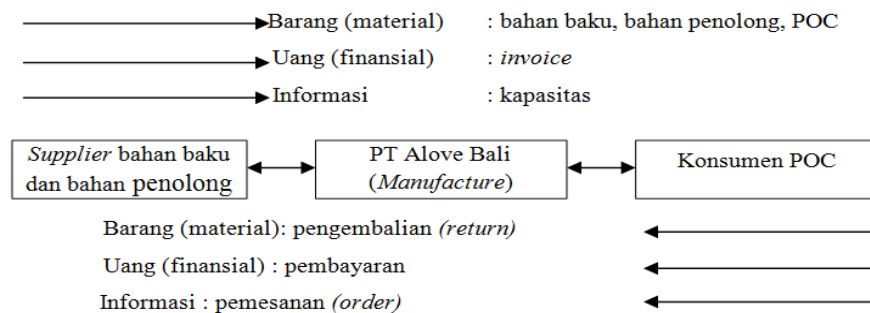 Barang (material) : bahan baku, bahan penolong, POC
Uang (finansial) : invoice
Informasi : kapasitas
Supplier bahan baku dan bahan penolong
PT Alove Bali (Manufacture)
Konsumen POC
Barang (material): pengembalian (return)
Uang (finansial) : pembayaran
Informasi : pemesanan (order)